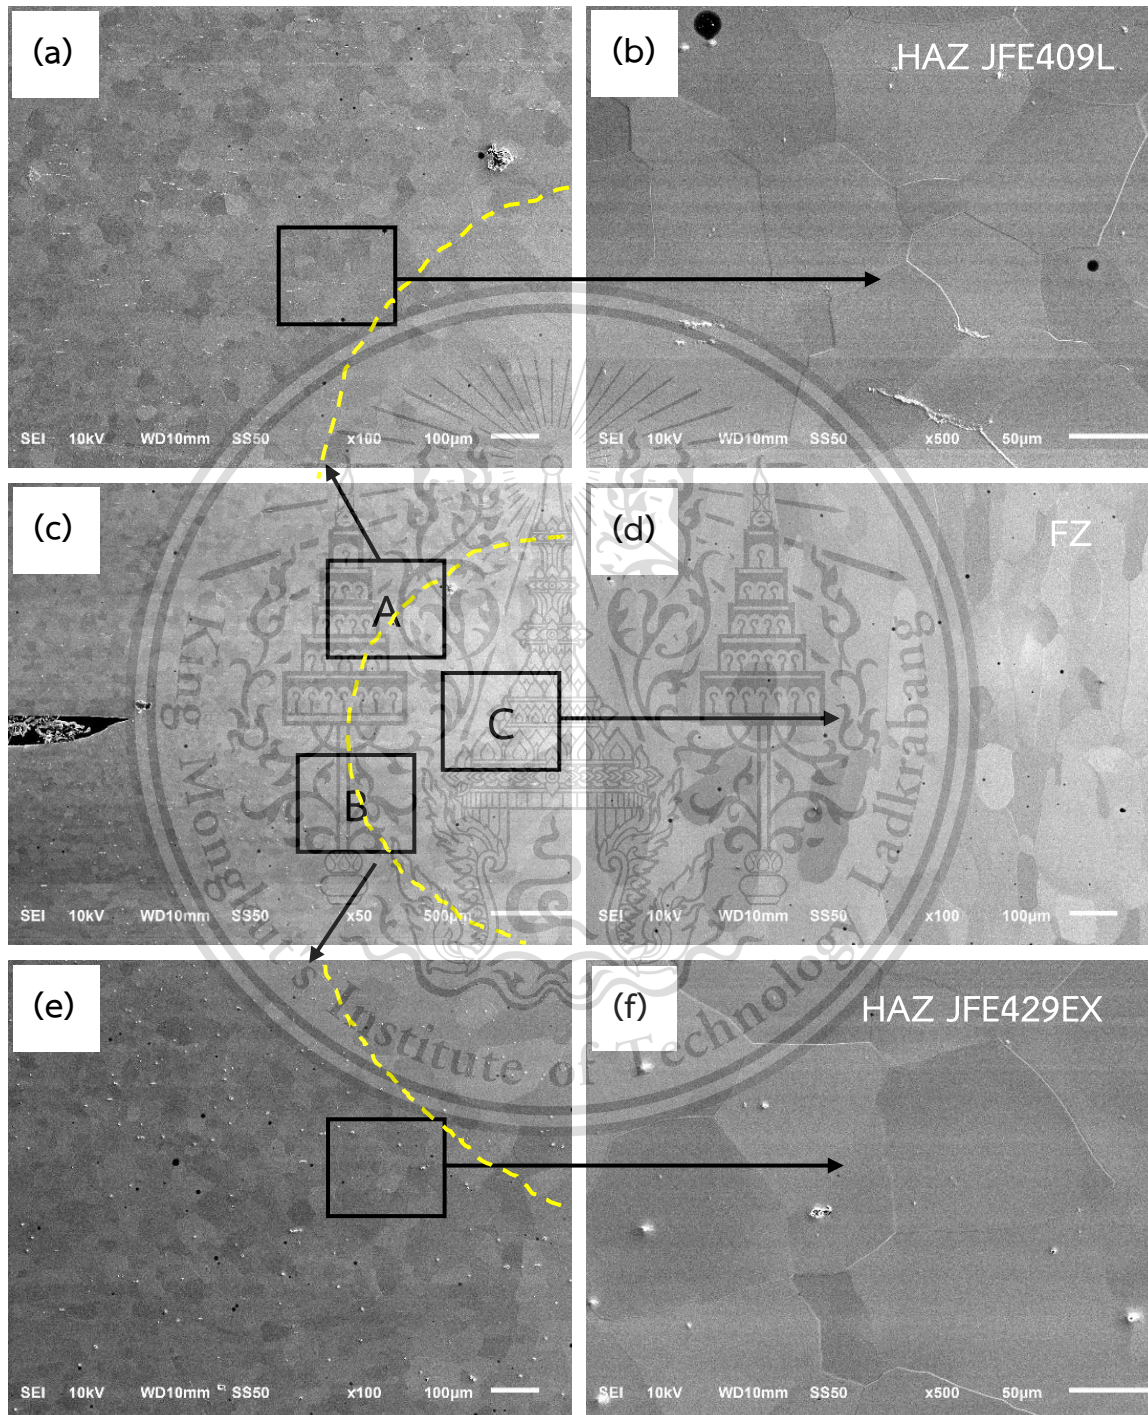 (a)
SEI 10kV WD10mm SS50 x100 100µm
(b)
HAZ JFE409L
SEI 10kV WD10mm SS50 x500 50µm
(c)
A
C
B
SEI 10kV WD10mm SS50 x50 500µm
(d)
FZ
SEI 10kV WD10mm SS50 x100 100µm
(e)
SEI 10kV WD10mm SS50 x100 100µm
(f)
HAZ JFE429EX
SEI 10kV WD10mm SS50 x500 50µm
King Mongkut's Institute of Technology Ladkrabang